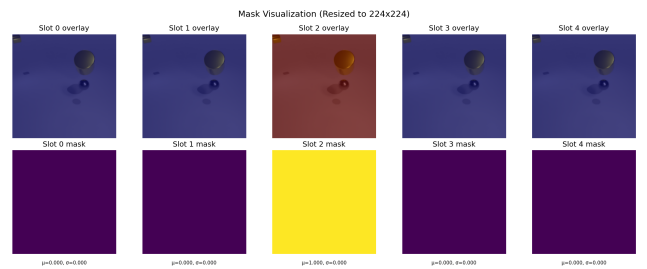 Mask Visualization (Resized to 224x224)
Slot 0 overlay
Slot 1 overlay
Slot 2 overlay
Slot 3 overlay
Slot 4 overlay
Slot 0 mask
Slot 1 mask
Slot 2 mask
Slot 3 mask
Slot 4 mask
μ=0.000, σ=0.000
μ=0.000, σ=0.000
μ=1.000, σ=0.000
μ=0.000, σ=0.000
μ=0.000, σ=0.000